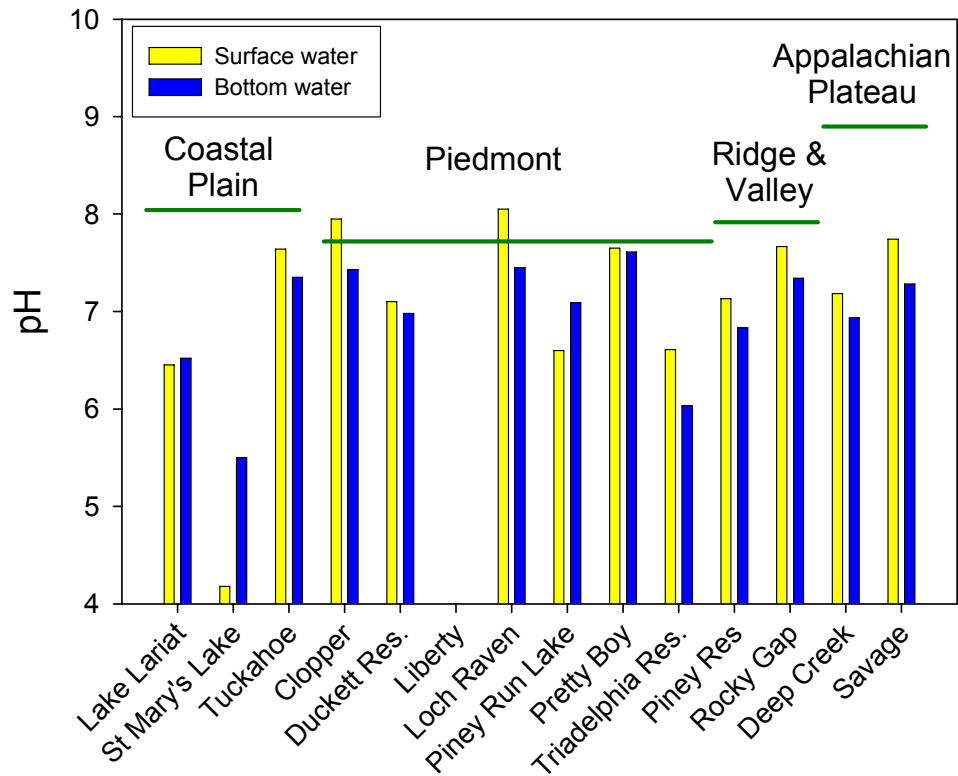 Surface water
Bottom water
Coastal
Plain
Piedmont
Ridge &
Valley
Appalachian
Plateau
pH
10
9
8
7
6
5
4
Lake Lariat
St Mary's Lake
Tuckahoe
Clopper
Duckett Res.
Liberty
Loch Raven
Piney Run Lake
Pretty Boy
Triadelphia Res.
Piney Res
Rocky Gap
Deep Creek
Savage